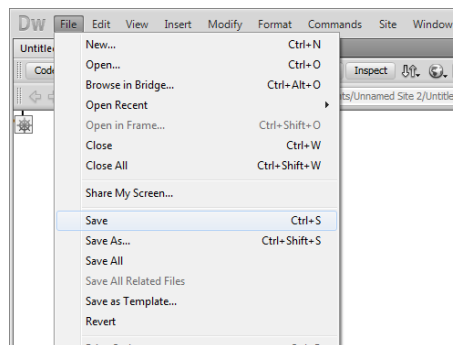 Dw File Edit View Insert Modify Format Commands Site Window
Untitle
Code
Inspect
nts/Unnamed Site 2/Untitle
New... Ctrl+N
Open... Ctrl+O
Browse in Bridge... Ctrl+Alt+O
Open Recent
Open in Frame... Ctrl+Shift+O
Close Ctrl+W
Close All Ctrl+Shift+W
Share My Screen...
Save Ctrl+S
Save As... Ctrl+Shift+S
Save All
Save All Related Files
Save as Template...
Revert